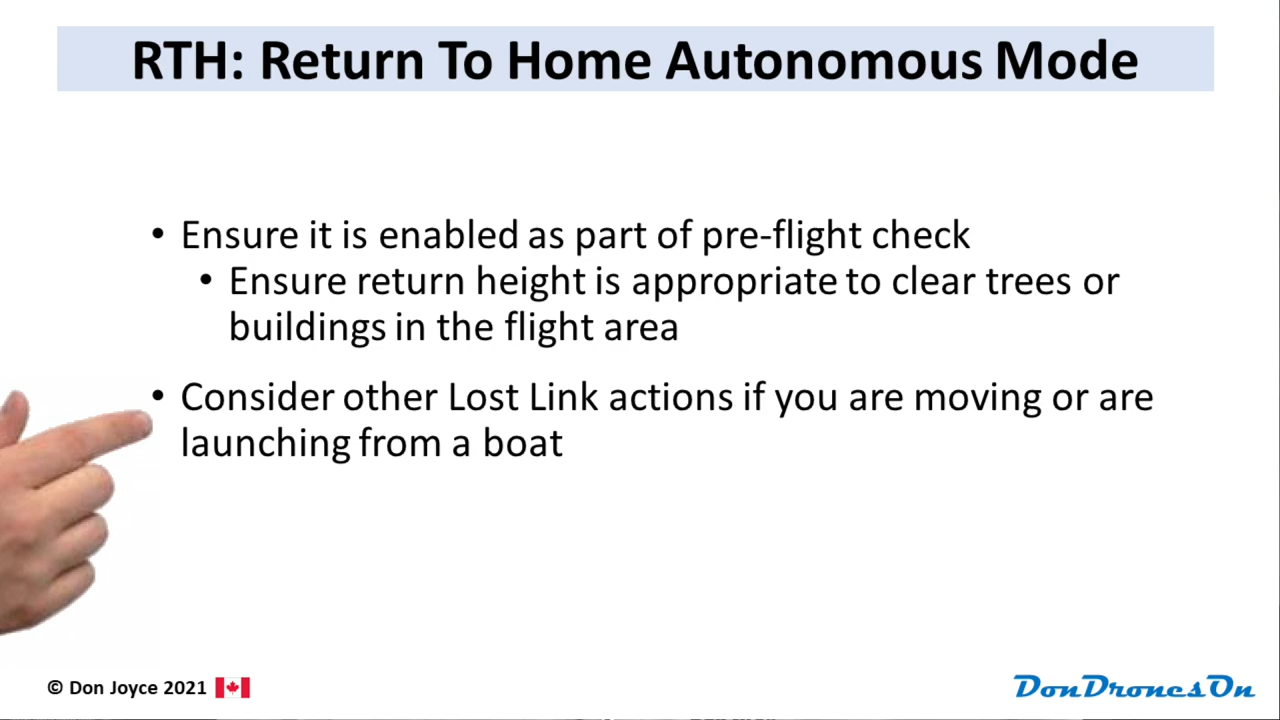 RTH: Return To Home Autonomous Mode
• Ensure it is enabled as part of pre-flight check
• Ensure return height is appropriate to clear trees or
buildings in the flight area
• Consider other Lost Link actions if you are moving or are
launching from a boat
© Don Joyce 2021
DonDronesOn